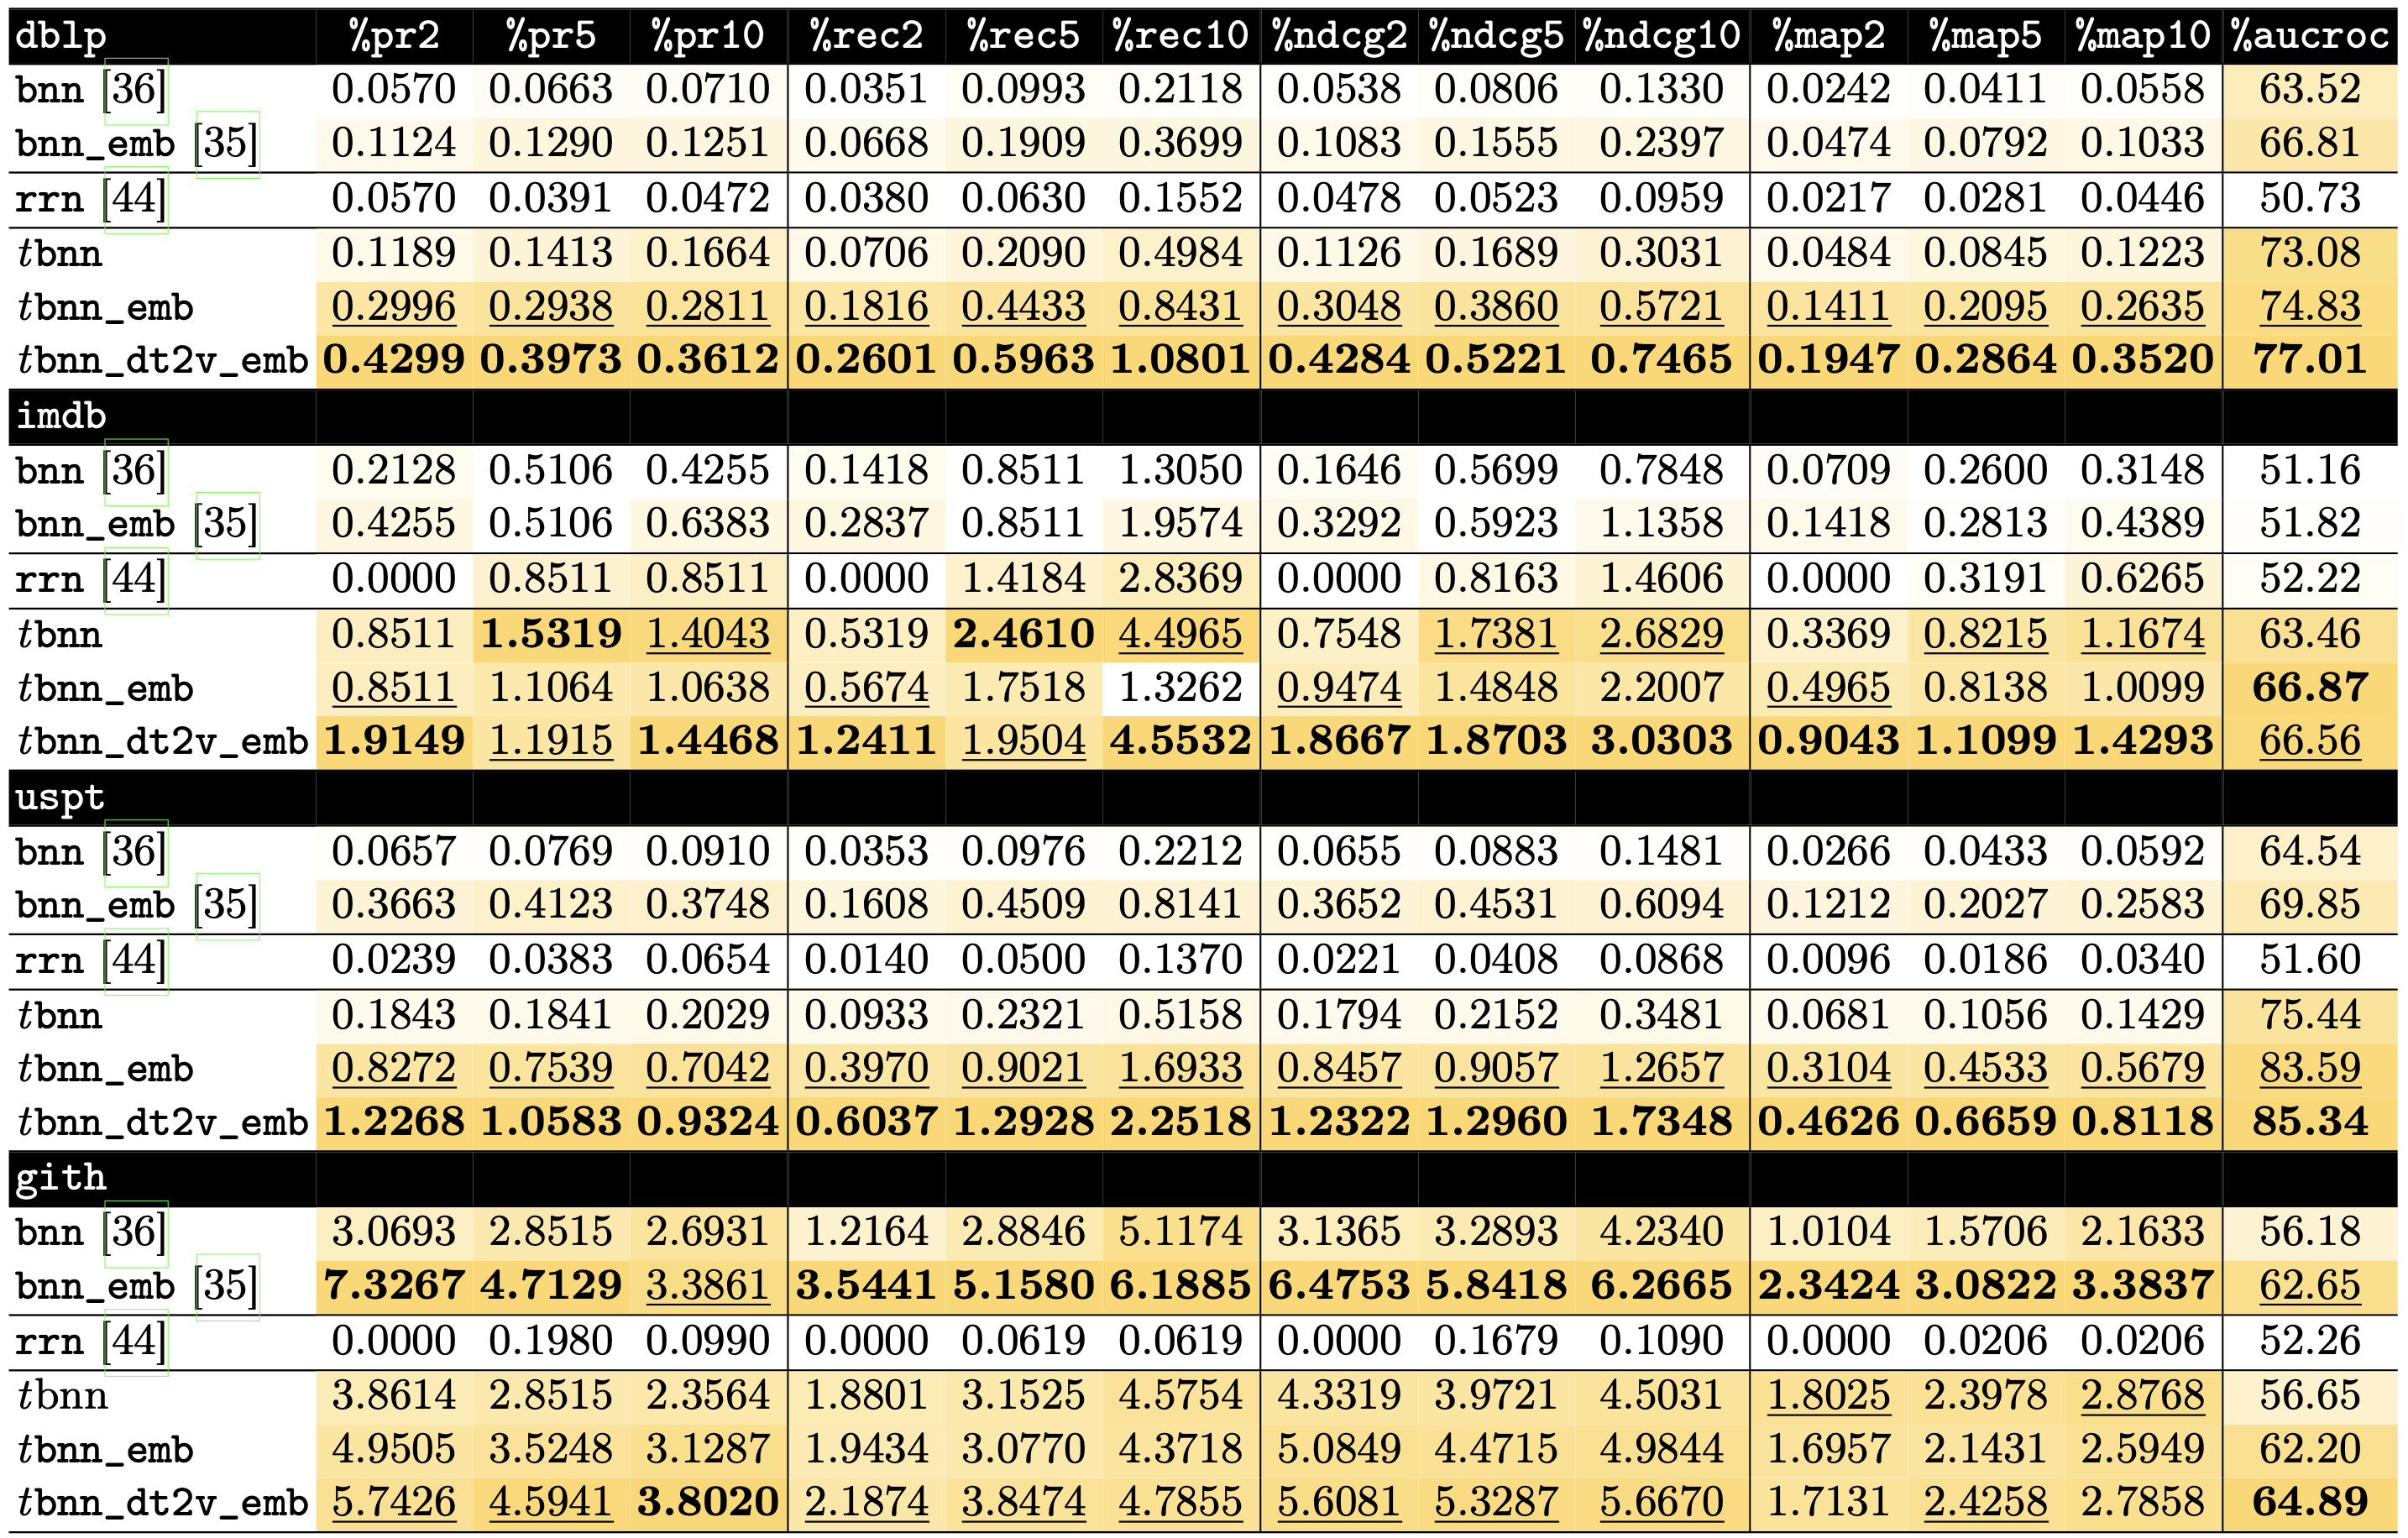 dblp %pr2 %pr5 %pr10 %rec2 %rec5 %rec10 %ndcg2 %ndcg5 %ndcg10 %map2 %map5 %map10 %aucroc
bnn [36] 0.0570 0.0663 0.0710 0.0351 0.0993 0.2118 0.0538 0.0806 0.1330 0.0242 0.0411 0.0558 63.52
bnn_emb [35] 0.1124 0.1290 0.1251 0.0668 0.1909 0.3699 0.1083 0.1555 0.2397 0.0474 0.0792 0.1033 66.81
rrn [44] 0.0570 0.0391 0.0472 0.0380 0.0630 0.1552 0.0478 0.0523 0.0959 0.0217 0.0281 0.0446 50.73
tbnn 0.1189 0.1413 0.1664 0.0706 0.2090 0.4984 0.1126 0.1689 0.3031 0.0484 0.0845 0.1223 73.08
tbnn_emb 0.2996 0.2938 0.2811 0.1816 0.4433 0.8431 0.3048 0.3860 0.5721 0.1411 0.2095 0.2635 74.83
tbnn_dt2v_emb 0.4299 0.3973 0.3612 0.2601 0.5963 1.0801 0.4284 0.5221 0.7465 0.1947 0.2864 0.3520 77.01
imdb
bnn [36] 0.2128 0.5106 0.4255 0.1418 0.8511 1.3050 0.1646 0.5699 0.7848 0.0709 0.2600 0.3148 51.16
bnn_emb [35] 0.4255 0.5106 0.6383 0.2837 0.8511 1.9574 0.3292 0.5923 1.1358 0.1418 0.2813 0.4389 51.82
rrn [44] 0.0000 0.8511 0.8511 0.0000 1.4184 2.8369 0.0000 0.8163 1.4606 0.0000 0.3191 0.6265 52.22
tbnn 0.8511 1.5319 1.4043 0.5319 2.4610 4.4965 0.7548 1.7381 2.6829 0.3369 0.8215 1.1674 63.46
tbnn_emb 0.8511 1.1064 1.0638 0.5674 1.7518 1.3262 0.9474 1.4848 2.2007 0.4965 0.8138 1.0099 66.87
tbnn_dt2v_emb 1.9149 1.1915 1.4468 1.2411 1.9504 4.5532 1.8667 1.8703 3.0303 0.9043 1.1099 1.4293 66.56
uspt
bnn [36] 0.0657 0.0769 0.0910 0.0353 0.0976 0.2212 0.0655 0.0883 0.1481 0.0266 0.0433 0.0592 64.54
bnn_emb [35] 0.3663 0.4123 0.3748 0.1608 0.4509 0.8141 0.3652 0.4531 0.6094 0.1212 0.2027 0.2583 69.85
rrn [44] 0.0239 0.0383 0.0654 0.0140 0.0500 0.1370 0.0221 0.0408 0.0868 0.0096 0.0186 0.0340 51.60
tbnn 0.1843 0.1841 0.2029 0.0933 0.2321 0.5158 0.1794 0.2152 0.3481 0.0681 0.1056 0.1429 75.44
tbnn_emb 0.8272 0.7539 0.7042 0.3970 0.9021 1.6933 0.8457 0.9057 1.2657 0.3104 0.4533 0.5679 83.59
tbnn_dt2v_emb 1.2268 1.0583 0.9324 0.6037 1.2928 2.2518 1.2322 1.2960 1.7348 0.4626 0.6659 0.8118 85.34
gith
bnn [36] 3.0693 2.8515 2.6931 1.2164 2.8846 5.1174 3.1365 3.2893 4.2340 1.0104 1.5706 2.1633 56.18
bnn_emb [35] 7.3267 4.7129 3.3861 3.5441 5.1580 6.1885 6.4753 5.8418 6.2665 2.3424 3.0822 3.3837 62.65
rrn [44] 0.0000 0.1980 0.0990 0.0000 0.0619 0.0619 0.0000 0.1679 0.1090 0.0000 0.0206 0.0206 52.26
tbnn 3.8614 2.8515 2.3564 1.8801 3.1525 4.5754 4.3319 3.9721 4.5031 1.8025 2.3978 2.8768 56.65
tbnn_emb 4.9505 3.5248 3.1287 1.9434 3.0770 4.3718 5.0849 4.4715 4.9844 1.6957 2.1431 2.5949 62.20
tbnn_dt2v_emb 5.7426 4.5941 3.8020 2.1874 3.8474 4.7855 5.6081 5.3287 5.6670 1.7131 2.4258 2.7858 64.89